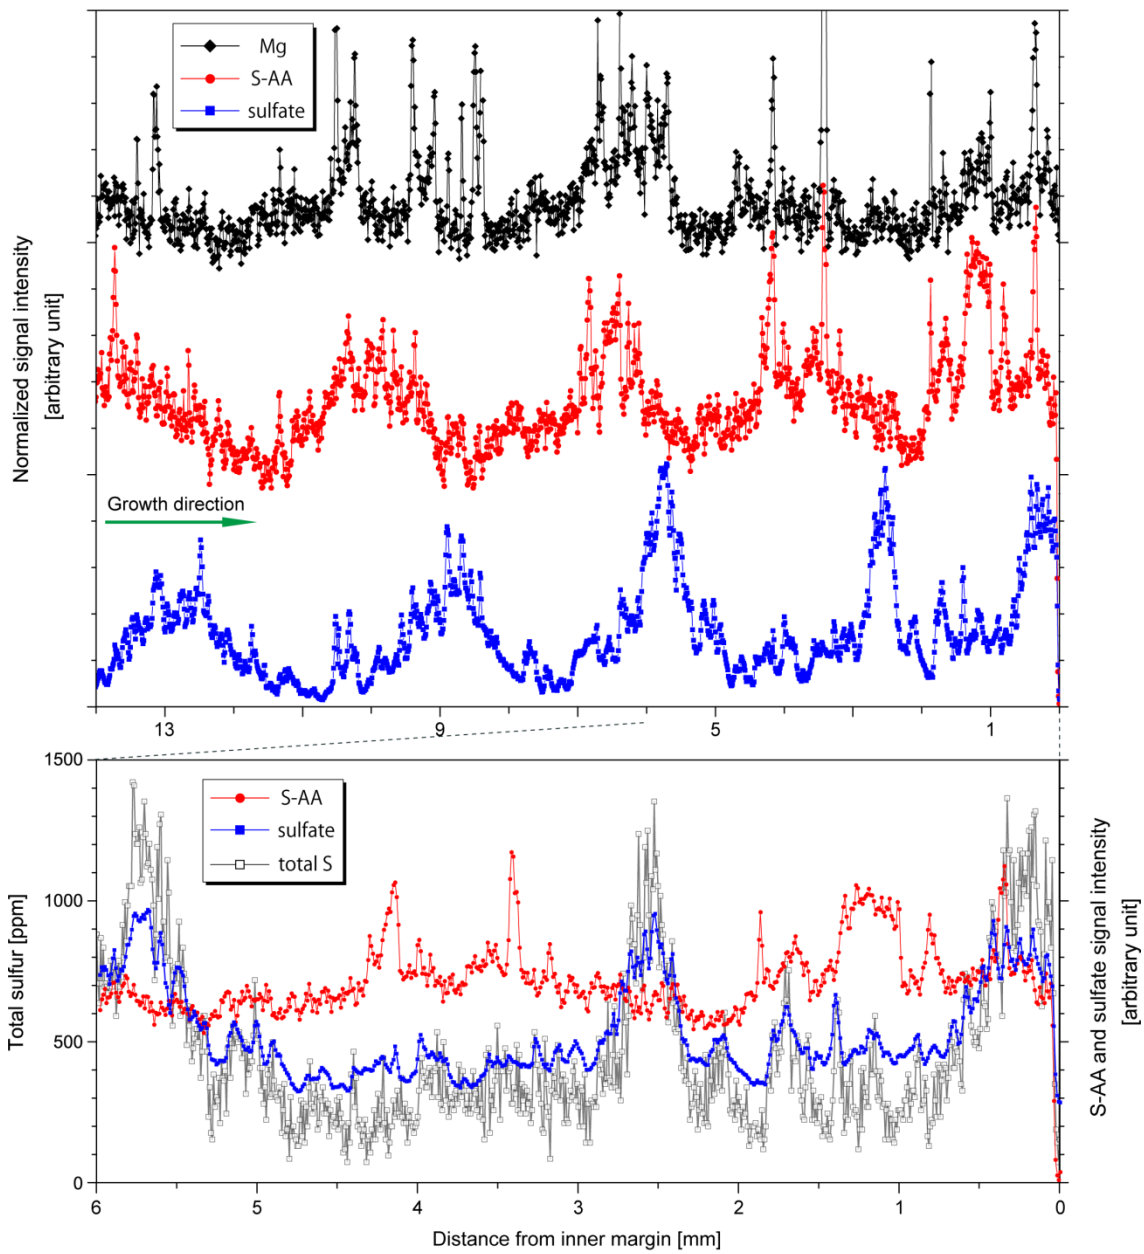 Mg
S-AA
sulfate
Normalized signal intensity
[arbitrary unit]
Growth direction
13
9
5
1
1500
1000
500
0
S-AA
sulfate
total S
Total sulfur [ppm]
S-AA and sulfate signal intensity
[arbitrary unit]
6
5
4
3
2
1
0
Distance from inner margin [mm]